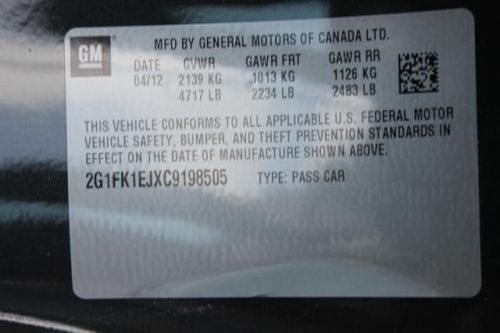 GM
MFD BY GENERAL MOTORS OF CANADA LTD.
DATE GVWR GAWR FRT GAWR RR
04/12 2139 KG 1013 KG 1126 KG
4717 LB 2234 LB 2483 LB
THIS VEHICLE CONFORMS TO ALL APPLICABLE U.S. FEDERAL MOTOR
VEHICLE SAFETY, BUMPER, AND THEFT PREVENTION STANDARDS IN
EFFECT ON THE DATE OF MANUFACTURE SHOWN ABOVE.
2G1FK1EJXC9198505 TYPE: PASS CAR